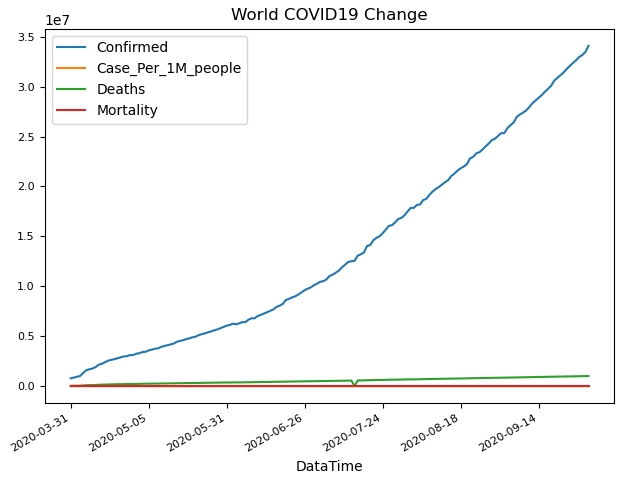 World COVID19 Change
1e7
3.5
3.0
2.5
2.0
1.5
1.0
0.5
0.0
Confirmed
Case_Per_1M_people
Deaths
Mortality
2020-03-31
2020-05-05
2020-05-31
2020-06-26
2020-07-24
2020-08-18
2020-09-14
DataTime